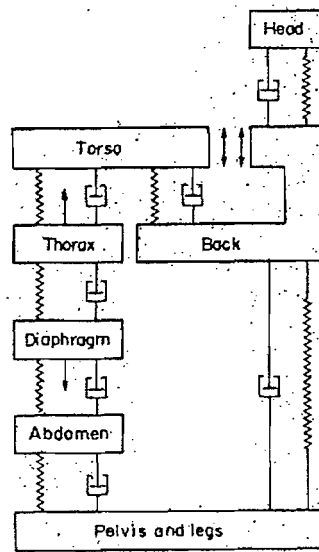 Head
Torso
Thorax
Back
Diaphragm
Abdomen
Pelvis and legs